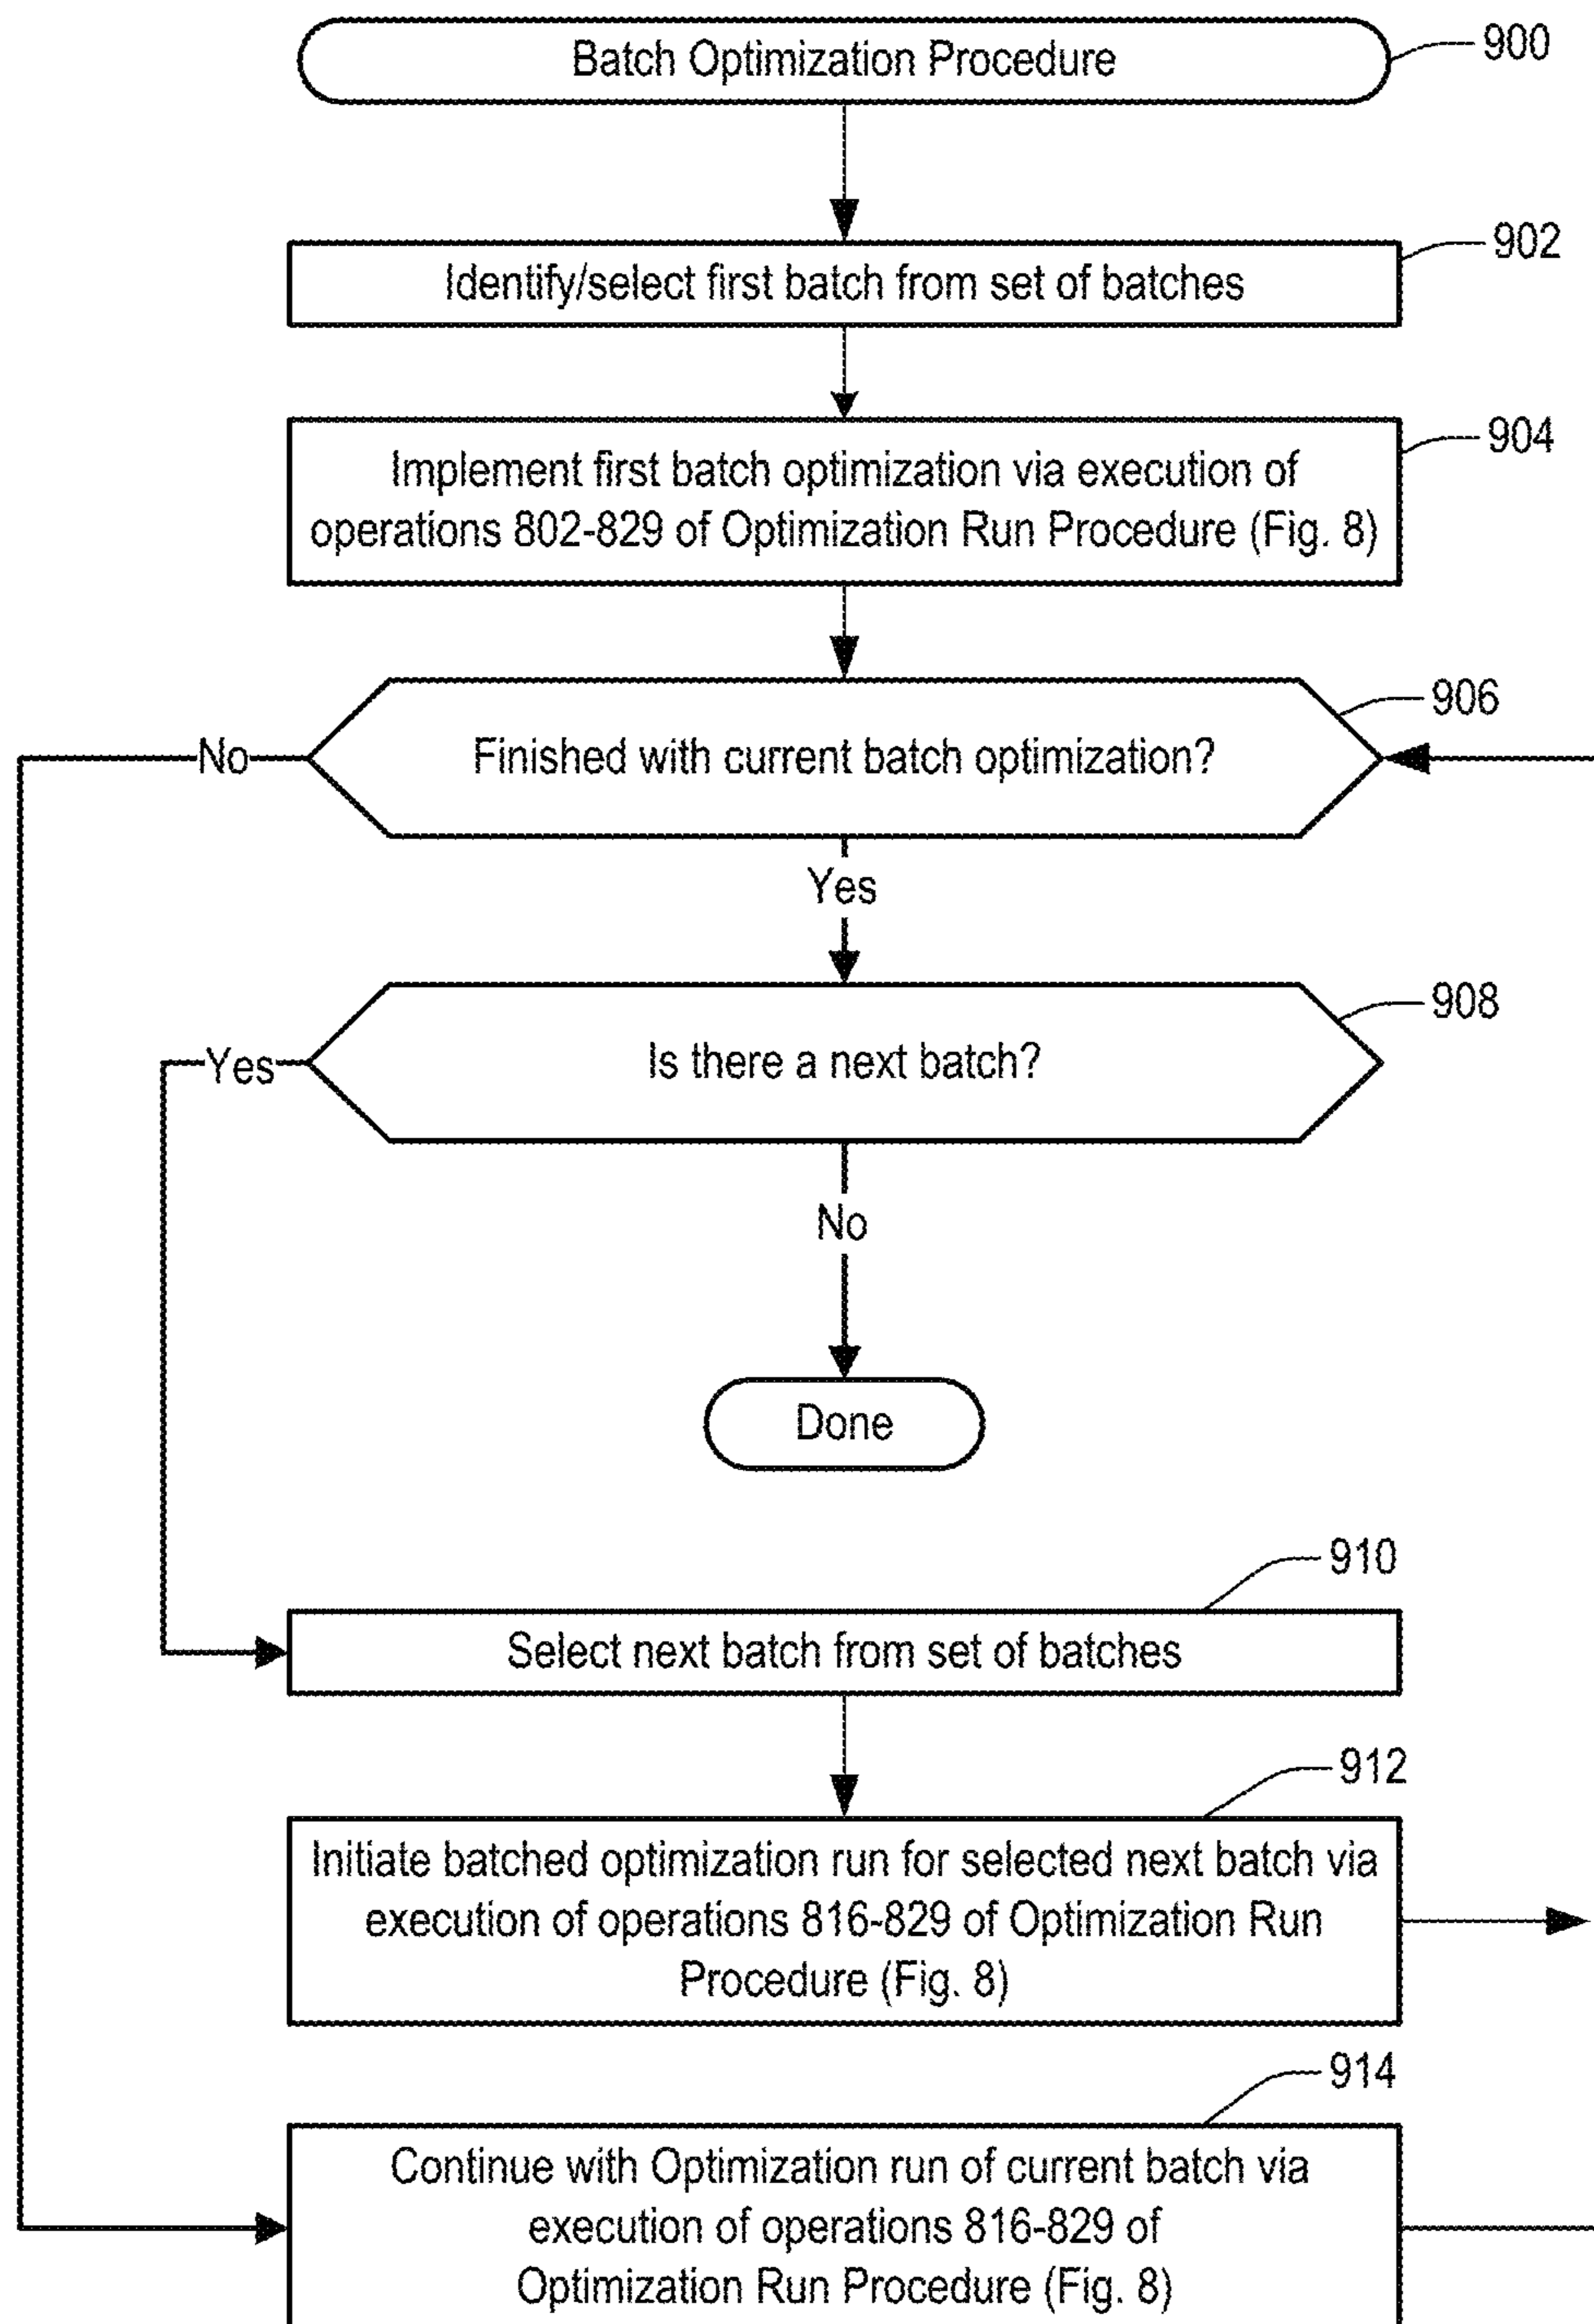 Batch Optimization Procedure
900
Identify/select first batch from set of batches
902
Implement first batch optimization via execution of
operations 802-829 of Optimization Run Procedure (Fig. 8)
904
Finished with current batch optimization?
906
No
Yes
Is there a next batch?
908
Yes
No
Done
910
Select next batch from set of batches
912
Initiate batched optimization run for selected next batch via
execution of operations 816-829 of Optimization Run
Procedure (Fig. 8)
914
Continue with Optimization run of current batch via
execution of operations 816-829 of
Optimization Run Procedure (Fig. 8)